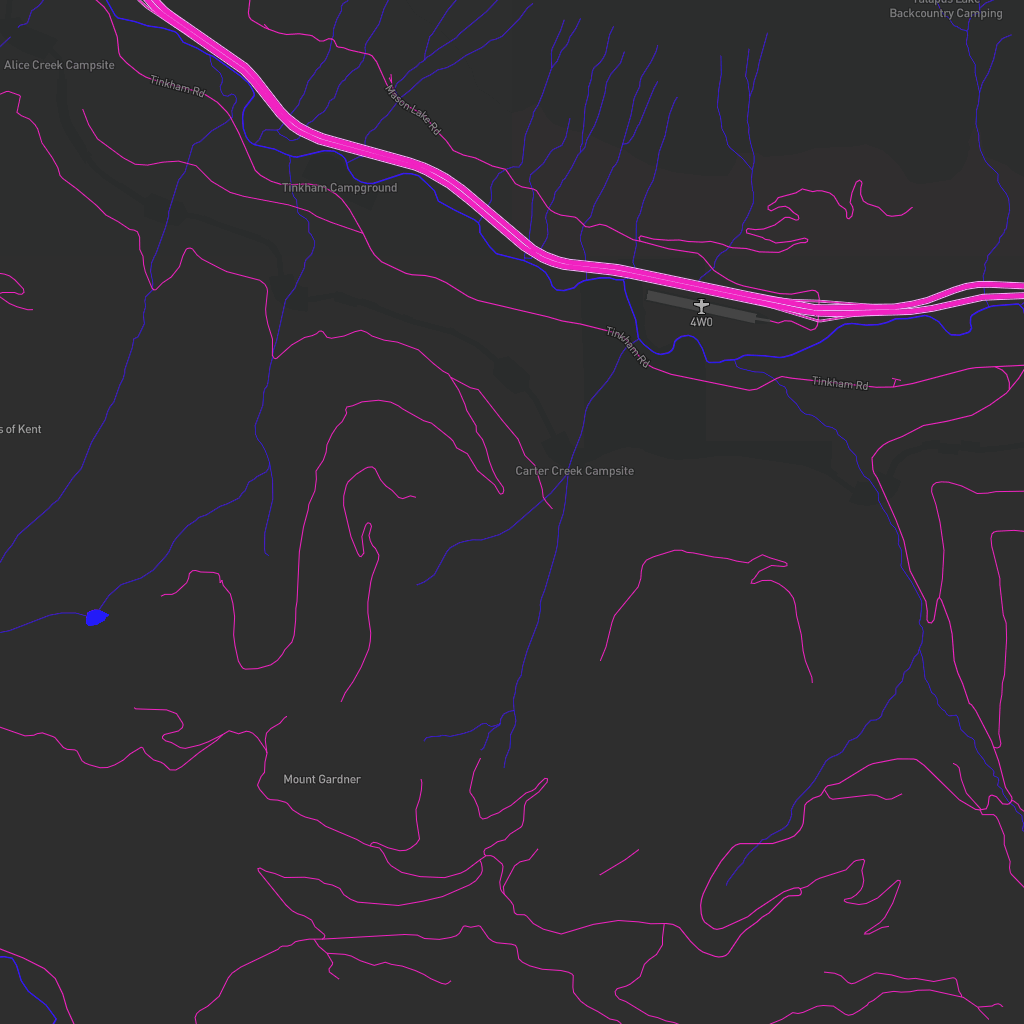 Backcountry Camping
Alice Creek Campsite
Tinkham Rd
Mason Lake Rd
Tinkham Campground
4W0
Tinkham Rd
Tinkham Rd
s of Kent
Carter Creek Campsite
Mount Gardner